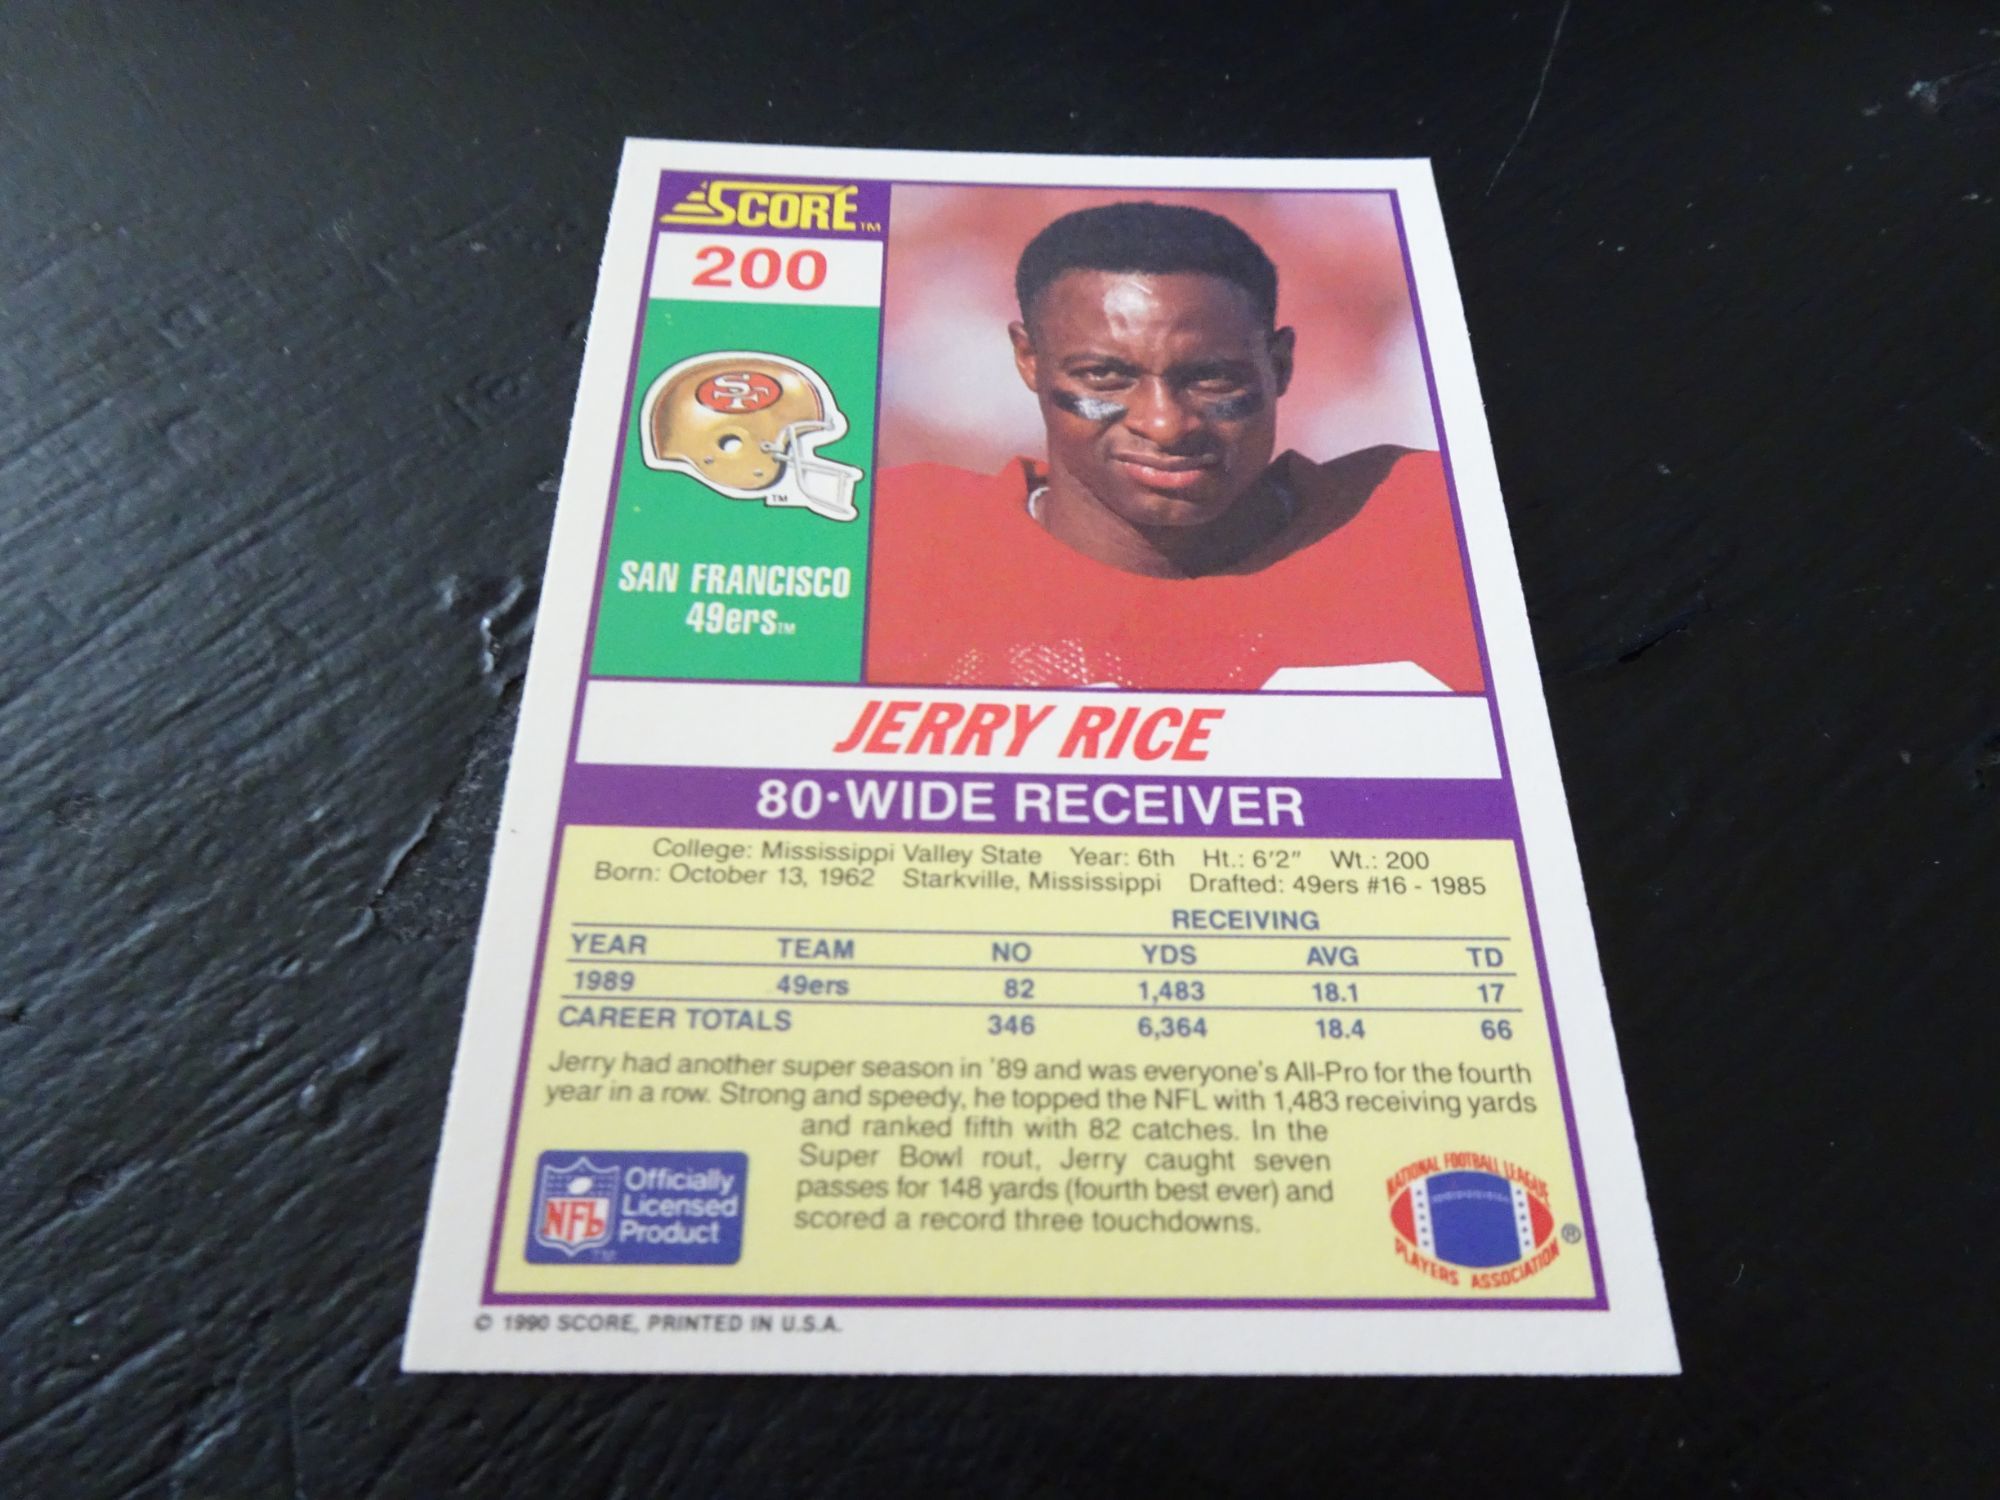 SCORE TM
200
SF
TM
SAN FRANCISCO
49ers TM
JERRY RICE
80·WIDE RECEIVER
College: Mississippi Valley State Year: 6th Ht.: 6'2" Wt.: 200
Born: October 13, 1962 Starkville, Mississippi Drafted: 49ers #16 - 1985
RECEIVING
YEAR TEAM NO YDS AVG TD
1989 49ers 82 1,483 18.1 17
CAREER TOTALS 346 6,364 18.4 66
Jerry had another super season in '89 and was everyone's All-Pro for the fourth
year in a row. Strong and speedy, he topped the NFL with 1,483 receiving yards
and ranked fifth with 82 catches. In the
Super Bowl rout, Jerry caught seven
passes for 148 yards (fourth best ever) and
scored a record three touchdowns.
NFL
TM
Officially
Licensed
Product
NATIONAL FOOTBALL LEAGUE
PLAYERS ASSOCIATION
®
© 1990 SCORE, PRINTED IN U.S.A.